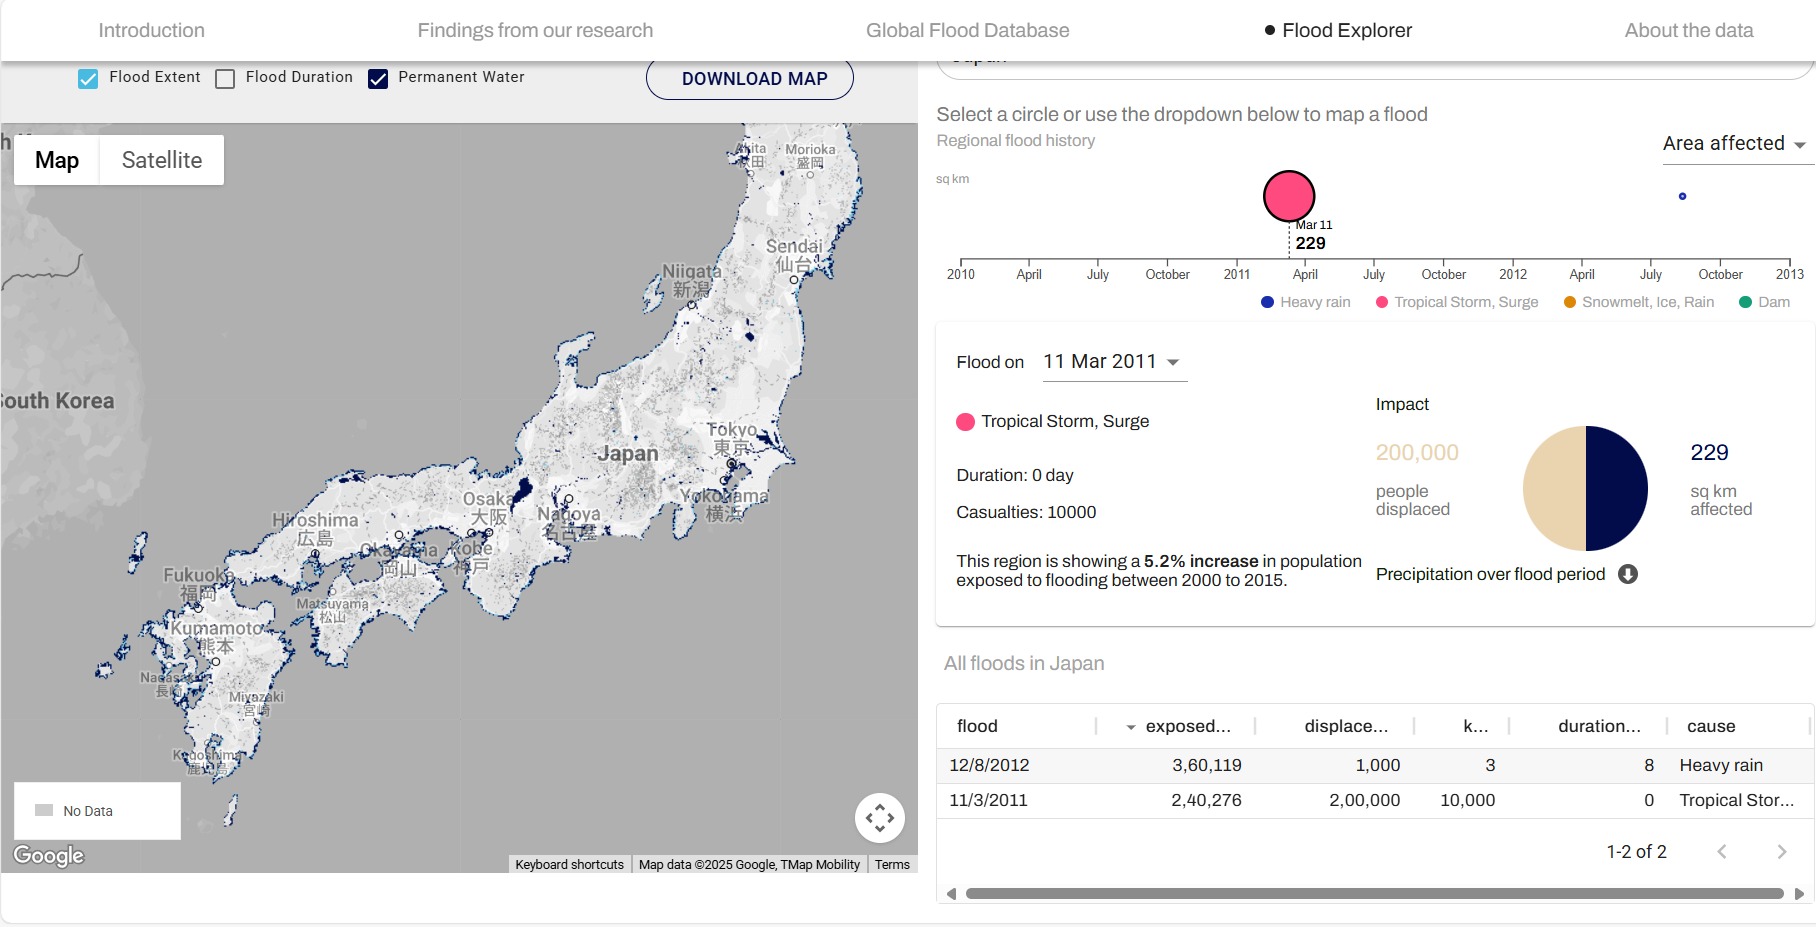 Introduction
Findings from our research
Global Flood Database
Flood Explorer
About the data
Flood Extent
Flood Duration
Permanent Water
DOWNLOAD MAP
Map
Satellite
Akita
秋田
Morioka
盛岡
Sendai
仙台
Niigata
新潟
South Korea
Tokyo
東京
Japan
Yokohama
横浜
Osaka
大阪
Nagoya
名古屋
Hiroshima
広島
Okayama
岡山
Kobe
神戸
Fukuoka
福岡
Matsuyama
松山
Kumamoto
熊本
Nagasaki
長崎
Miyazaki
宮崎
Kagoshima
鹿児島
No Data
Google
Keyboard shortcuts
Map data ©2025 Google, TMap Mobility
Terms
Japan
Select a circle or use the dropdown below to map a flood
Regional flood history
Area affected
sq km
Mar 11
229
2010 April July October 2011 April July October 2012 April July October 2013
Heavy rain
Tropical Storm, Surge
Snowmelt, Ice, Rain
Dam
Flood on 11 Mar 2011
Tropical Storm, Surge
Duration: 0 day
Casualties: 10000
This region is showing a 5.2% increase in population
exposed to flooding between 2000 to 2015.
Impact
200,000
people
displaced
229
sq km
affected
Precipitation over flood period
All floods in Japan
flood exposed... displace... k... duration... cause
12/8/2012 3,60,119 1,000 3 8 Heavy rain
11/3/2011 2,40,276 2,00,000 10,000 0 Tropical Stor...
1-2 of 2